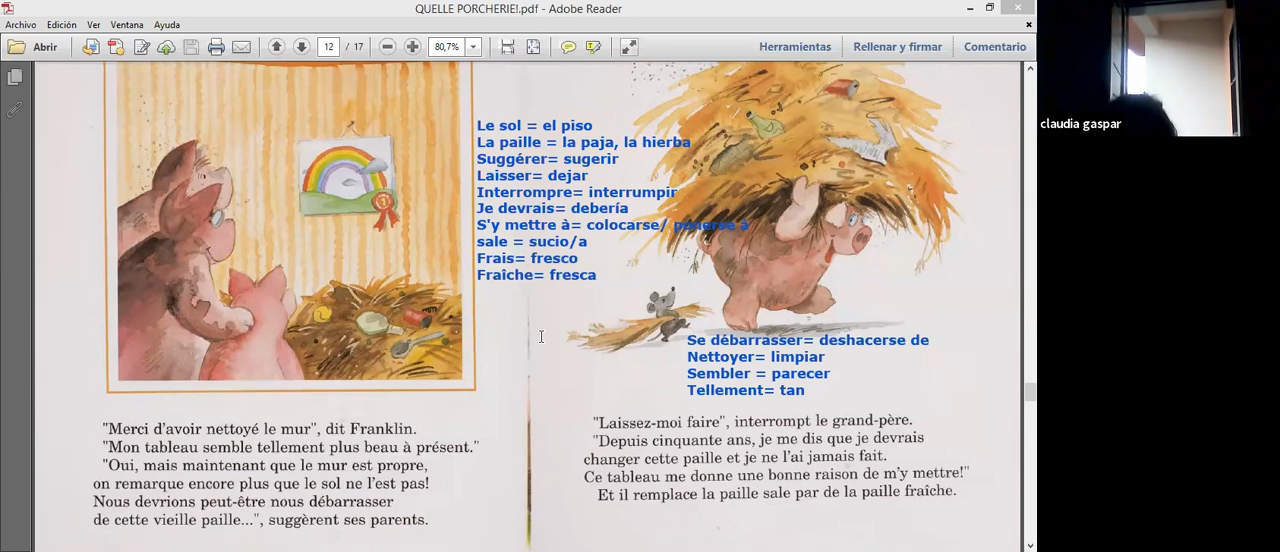 QUELLE PORCHERIE!.pdf - Adobe Reader
Archivo Edición Ver Ventana Ayuda
Abrir 12 / 17 80,7% Herramientas Rellenar y firmar Comentario
claudia gaspar
Le sol = el piso
La paille = la paja, la hierba
Suggérer= sugerir
Laisser= dejar
Interrompre= interrumpir
Je devrais= debería
S'y mettre à= colocarse/ ponerse a
sale = sucio/a
Frais= fresco
Fraîche= fresca
Se débarrasser= deshacerse de
Nettoyer= limpiar
Sembler = parecer
Tellement= tan
"Merci d'avoir nettoyé le mur", dit Franklin.
"Mon tableau semble tellement plus beau à présent."
"Oui, mais maintenant que le mur est propre,
on remarque encore plus que le sol ne l'est pas!
Nous devrions peut-être nous débarrasser
de cette vieille paille...", suggèrent ses parents.
"Laissez-moi faire", interrompt le grand-père.
"Depuis cinquante ans, je me dis que je devrais
changer cette paille et je ne l'ai jamais fait.
Ce tableau me donne une bonne raison de m'y mettre!"
Et il remplace la paille sale par de la paille fraîche.